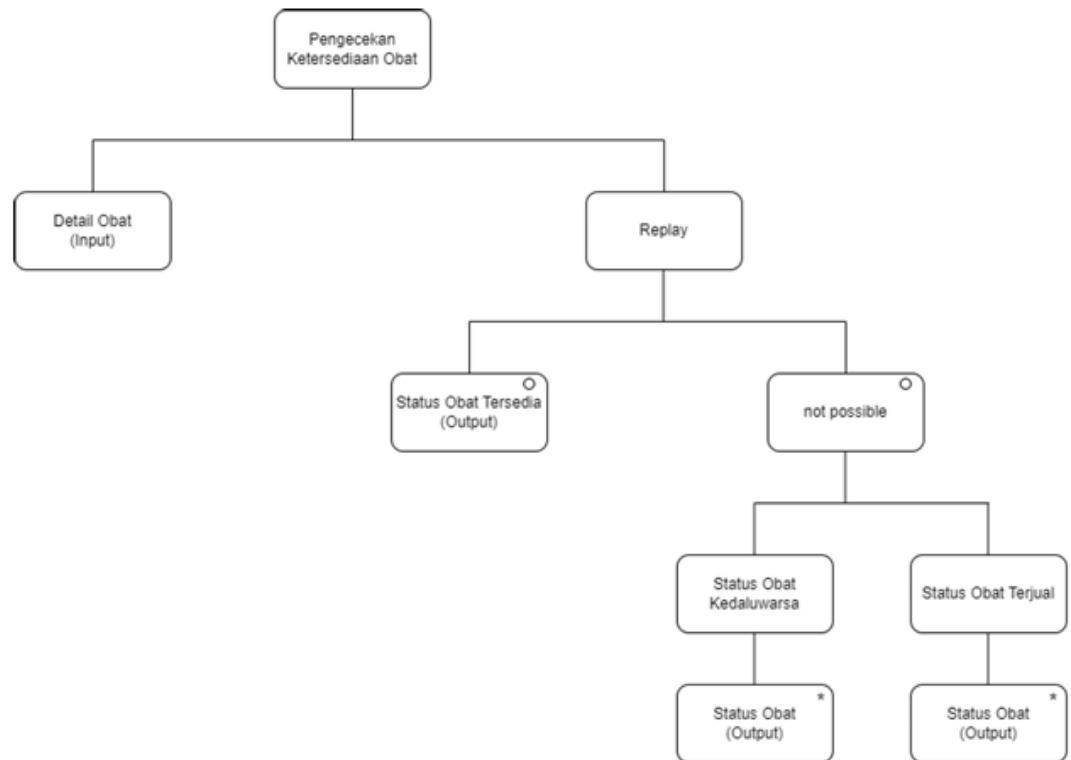 Pengecekan
Ketersediaan Obat
Detail Obat
(Input)
Replay
Status Obat Tersedia
(Output)
not possible
Status Obat
Kedaluwarsa
Status Obat Terjual
*
Status Obat
(Output)
*
Status Obat
(Output)